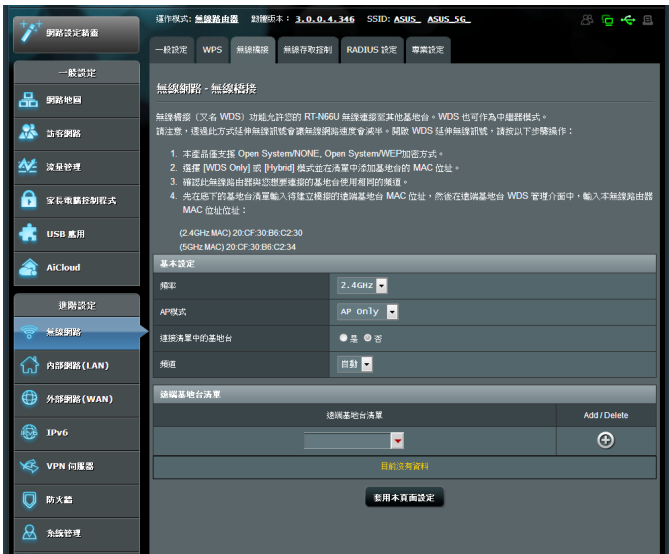 運作模式: 無線路由器 韌體版本: 3.0.0.4.346 SSID: ASUS_ ASUS_5G_
網路設定精靈
一般設定 WPS 無線橋接 無線存取控制 RADIUS 設定 專業設定
一般設定
網路地圖
訪客網路
流量管理
家長電腦控制程式
USB 應用
AiCloud
進階設定
無線網路
內部網路(LAN)
外部網路(WAN)
IPv6
VPN 伺服器
防火牆
系統管理
無線網路 - 無線橋接
無線橋接（又名 WDS）功能允許您的 RT-N66U 無線連接至其他基地台。WDS 也可作為中繼器模式。
請注意，透過此方式延伸無線訊號會讓無線網路速度會減半。開啟 WDS 延伸無線訊號，請按以下步驟操作：
1. 本產品僅支援 Open System/NONE, Open System/WEP加密方式。
2. 選擇 [WDS Only] 或 [Hybrid] 模式並在清單中添加基地台的 MAC 位址。
3. 確認此無線路由器與您想要連接的基地台使用相同的頻道。
4. 先在底下的基地台清單輸入待建立橋接的遠端基地台 MAC 位址，然後在遠端基地台 WDS 管理介面中，輸入本無線路由器
MAC 位址位址：
(2.4GHz MAC) 20:CF:30:B6:C2:30
(5GHz MAC) 20:CF:30:B6:C2:34
基本設定
頻率 2.4GHz
AP模式 AP Only
連接清單中的基地台 是 否
頻道 自動
遠端基地台清單
遠端基地台清單 Add / Delete
目前沒有資料
套用本頁面設定